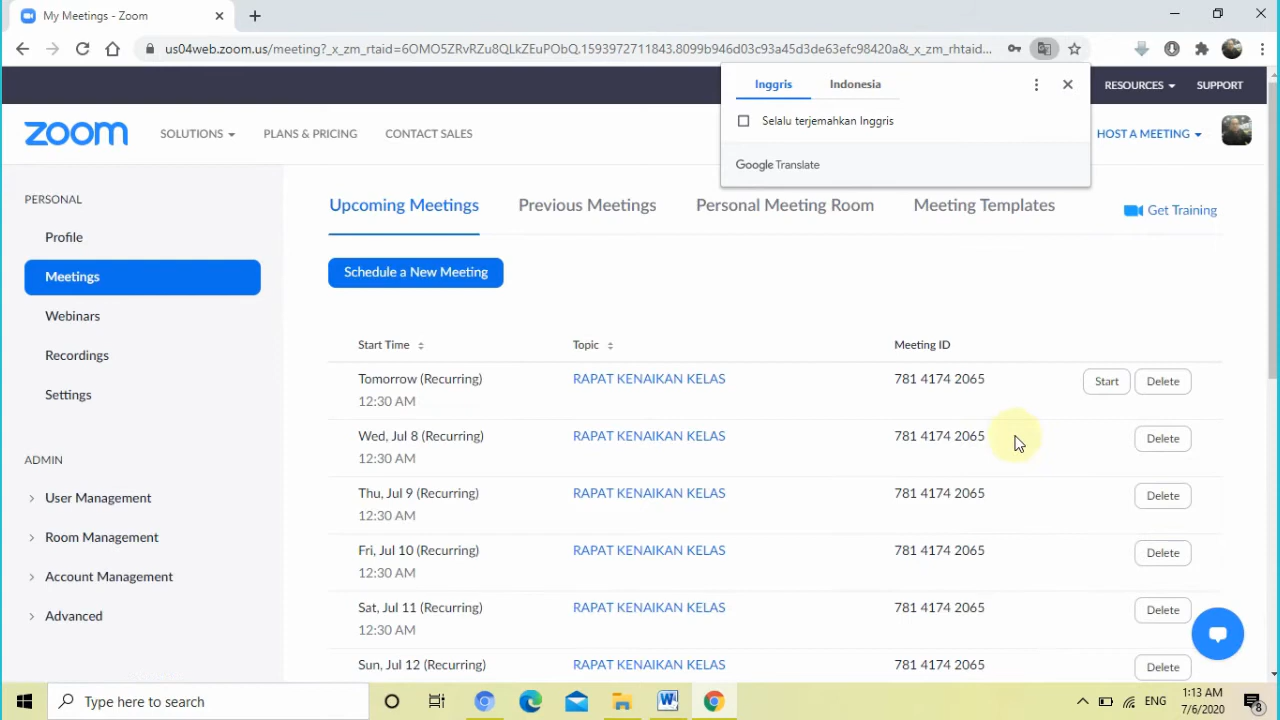 My Meetings - Zoom
us04web.zoom.us/meeting?_x_zm_rtaid=6OMO5ZRvRZu8QLkZEuPObQ.1593972711843.8099b946d03c93a45d3de63efc98420a&_x_zm_rhtaid...
Inggris Indonesia
Selalu terjemahkan Inggris
Google Translate
RESOURCES SUPPORT
zoom SOLUTIONS PLANS & PRICING CONTACT SALES HOST A MEETING
PERSONAL
Profile
Meetings
Webinars
Recordings
Settings
ADMIN
User Management
Room Management
Account Management
Advanced
Upcoming Meetings Previous Meetings Personal Meeting Room Meeting Templates Get Training
Schedule a New Meeting
Start Time Topic Meeting ID
Tomorrow (Recurring) RAPAT KENAIKAN KELAS 781 4174 2065 Start Delete
12:30 AM
Wed, Jul 8 (Recurring) RAPAT KENAIKAN KELAS 781 4174 2065 Delete
12:30 AM
Thu, Jul 9 (Recurring) RAPAT KENAIKAN KELAS 781 4174 2065 Delete
12:30 AM
Fri, Jul 10 (Recurring) RAPAT KENAIKAN KELAS 781 4174 2065 Delete
12:30 AM
Sat, Jul 11 (Recurring) RAPAT KENAIKAN KELAS 781 4174 2065 Delete
12:30 AM
Sun, Jul 12 (Recurring) RAPAT KENAIKAN KELAS 781 4174 2065 Delete
Type here to search
ENG
1:13 AM
7/6/2020
8